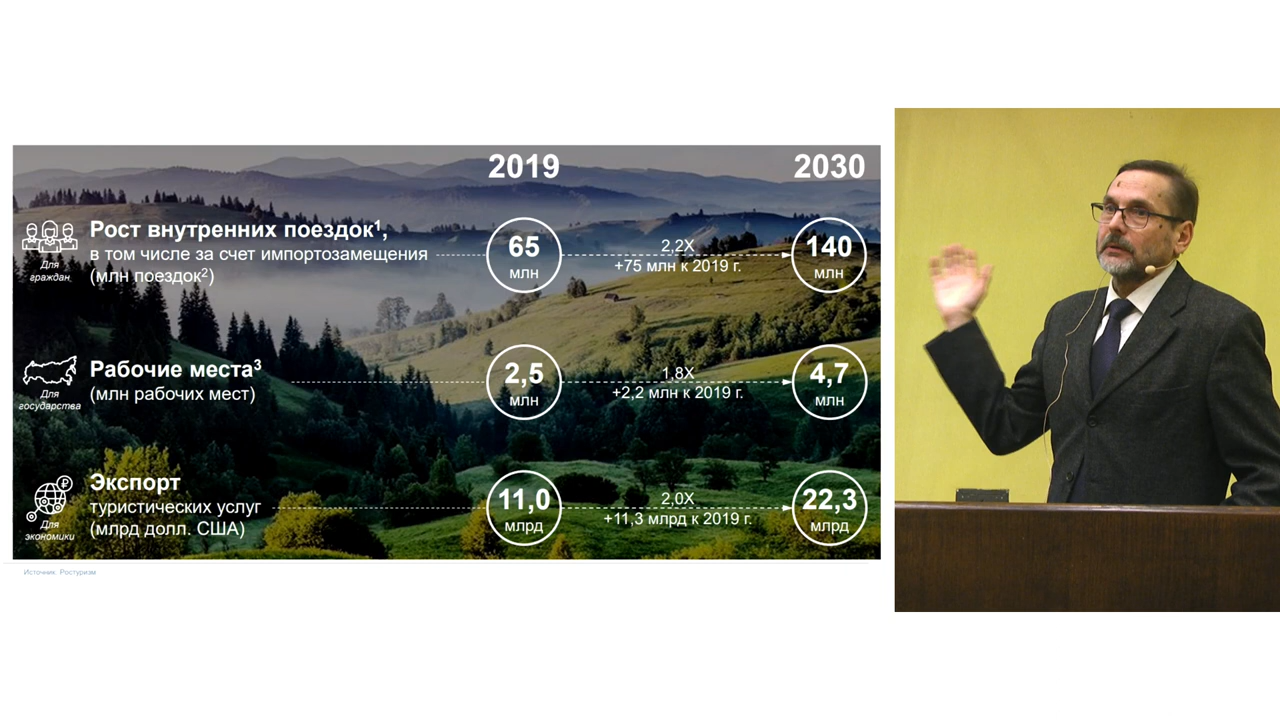 2019
2030
Для
граждан
Рост внутренних поездок¹,
в том числе за счет импортозамещения
(млн поездок²)
65
млн
2,2X
+75 млн к 2019 г.
140
млн
Для
государства
Рабочие места³
(млн рабочих мест)
2,5
млн
1,8X
+2,2 млн к 2019 г.
4,7
млн
₽
Для
экономики
Экспорт
туристических услуг
(млрд долл. США)
11,0
млрд
2,0X
+11,3 млрд к 2019 г.
22,3
млрд
Источник. Ростуризм